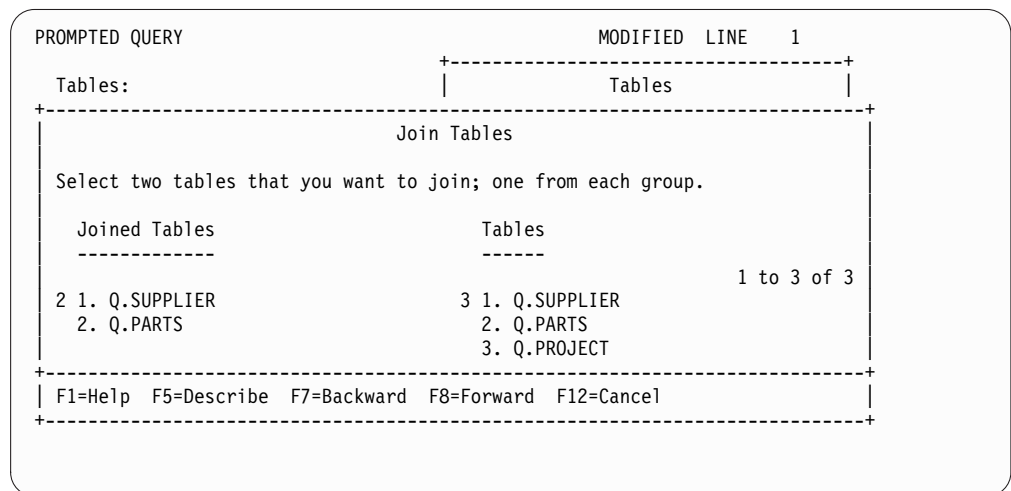 PROMPTED QUERY                                    MODIFIED  LINE   1
                                      +-------------------------------------+
  Tables:                             |                Tables               |
+-----------------------------------------------------------------------------+
|                                 Join Tables                                 |
|                                                                             |
| Select two tables that you want to join; one from each group.               |
|                                                                             |
|   Joined Tables                         Tables                              |
|   -------------                         ------                              |
|                                                                1 to 3 of 3 |
| 2 1. Q.SUPPLIER                       3 1. Q.SUPPLIER                       |
|   2. Q.PARTS                            2. Q.PARTS                          |
|                                         3. Q.PROJECT                        |
+-----------------------------------------------------------------------------+
| F1=Help  F5=Describe  F7=Backward  F8=Forward  F12=Cancel                   |
+-----------------------------------------------------------------------------+